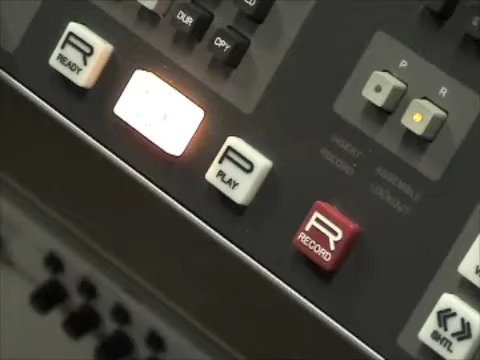 DUR
CPY
R
READY
P
PLAY
R
RECORD
P R
INSERT
RECORD
ASSEMBLE
LOCKOUT
SHTL